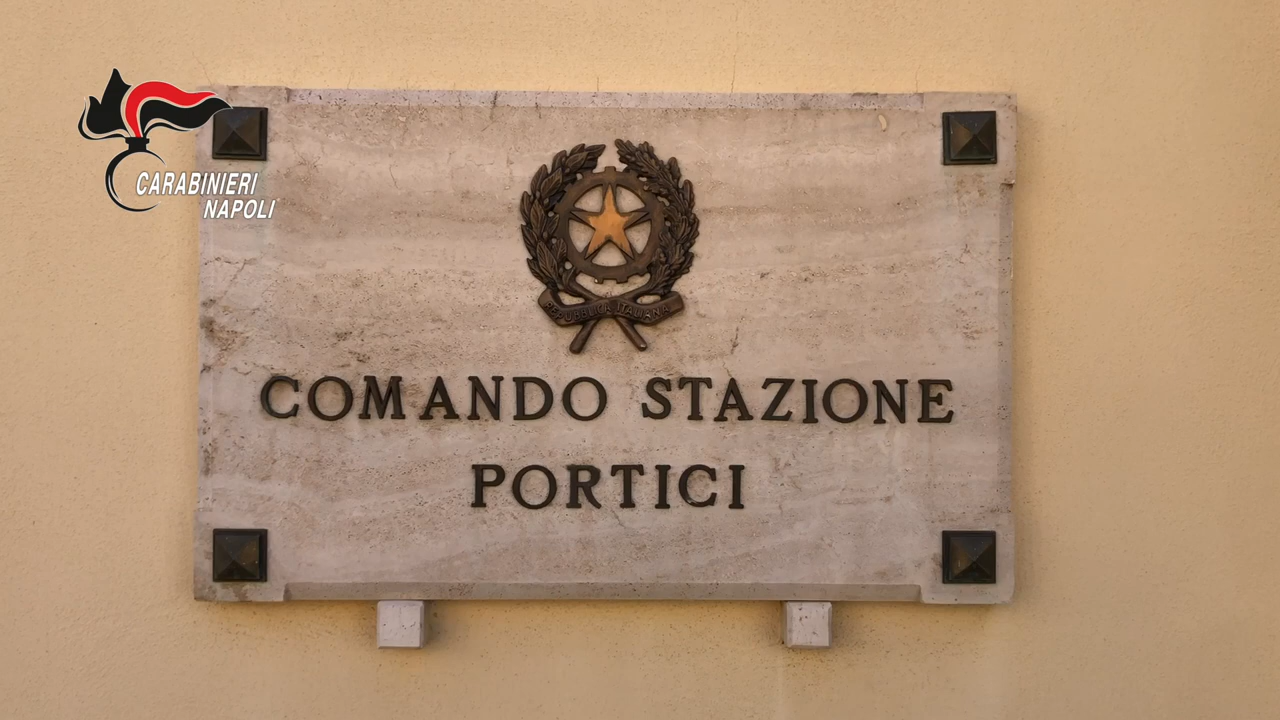 CARABINIERI
NAPOLI
REPUBBLICA ITALIANA
COMANDO STAZIONE
PORTICI